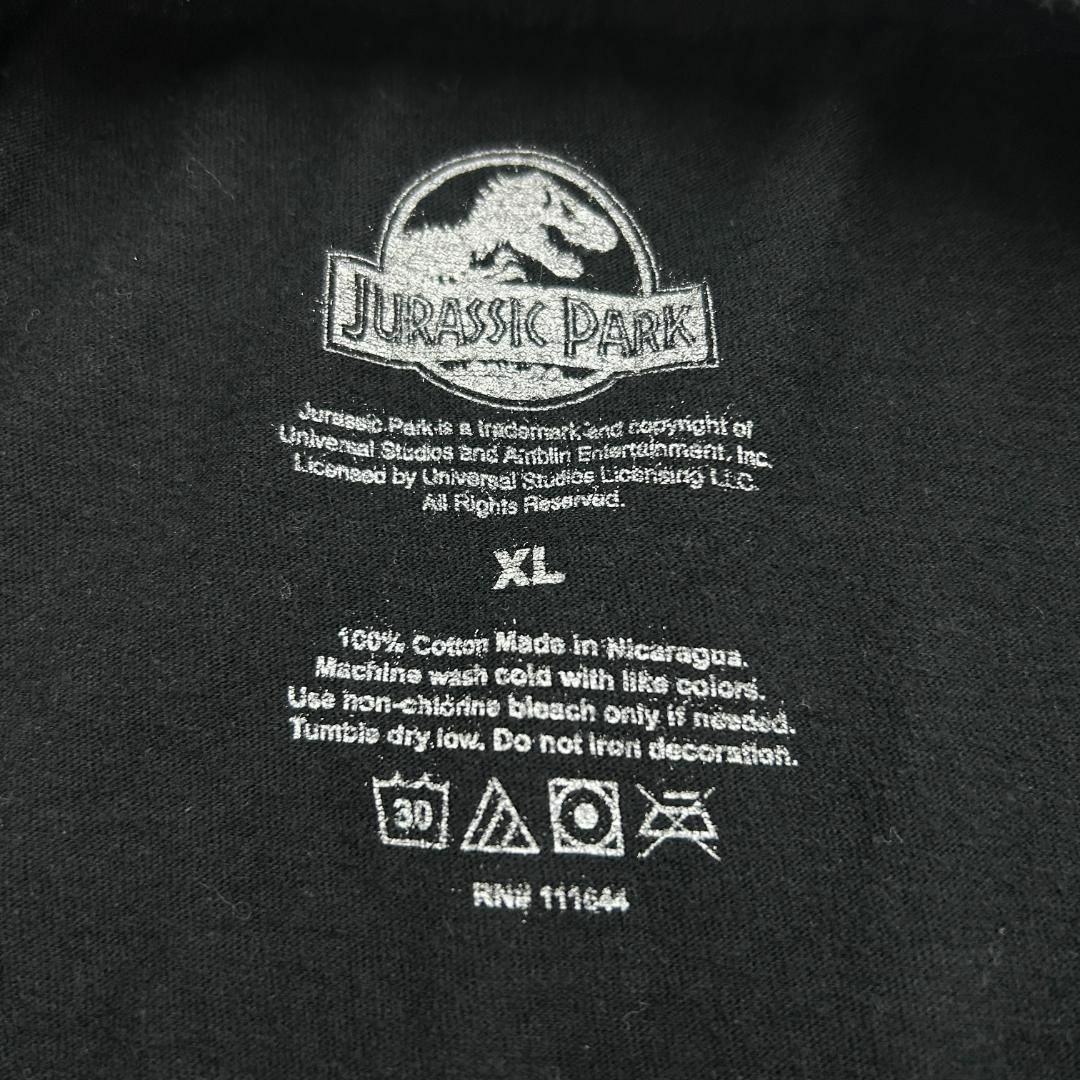 JURASSIC PARK
Jurassic Park is a trademark and copyright of
Universal Studios and Amblin Entertainment, Inc.
Licensed by Universal Studios Licensing LLC.
All Rights Reserved.
XL
100% Cotton Made in Nicaragua.
Machine wash cold with like colors.
Use non-chlorine bleach only if needed.
Tumble dry low. Do not iron decoration.
30
RN# 111644